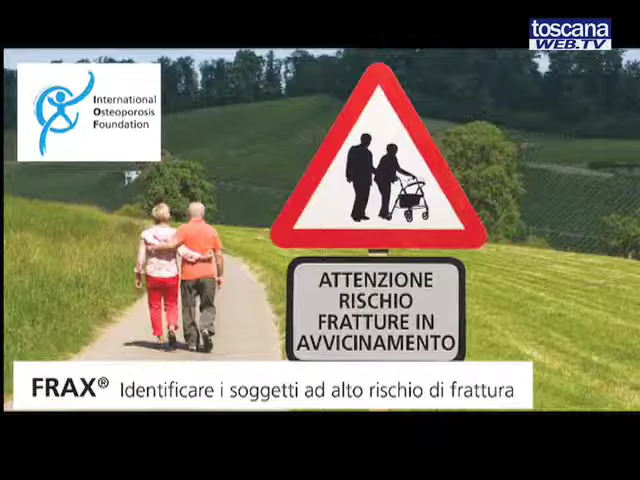 toscana
WEB.TV
International
Osteoporosis
Foundation
ATTENZIONE
RISCHIO
FRATTURE IN
AVVICINAMENTO
FRAX® Identificare i soggetti ad alto rischio di frattura